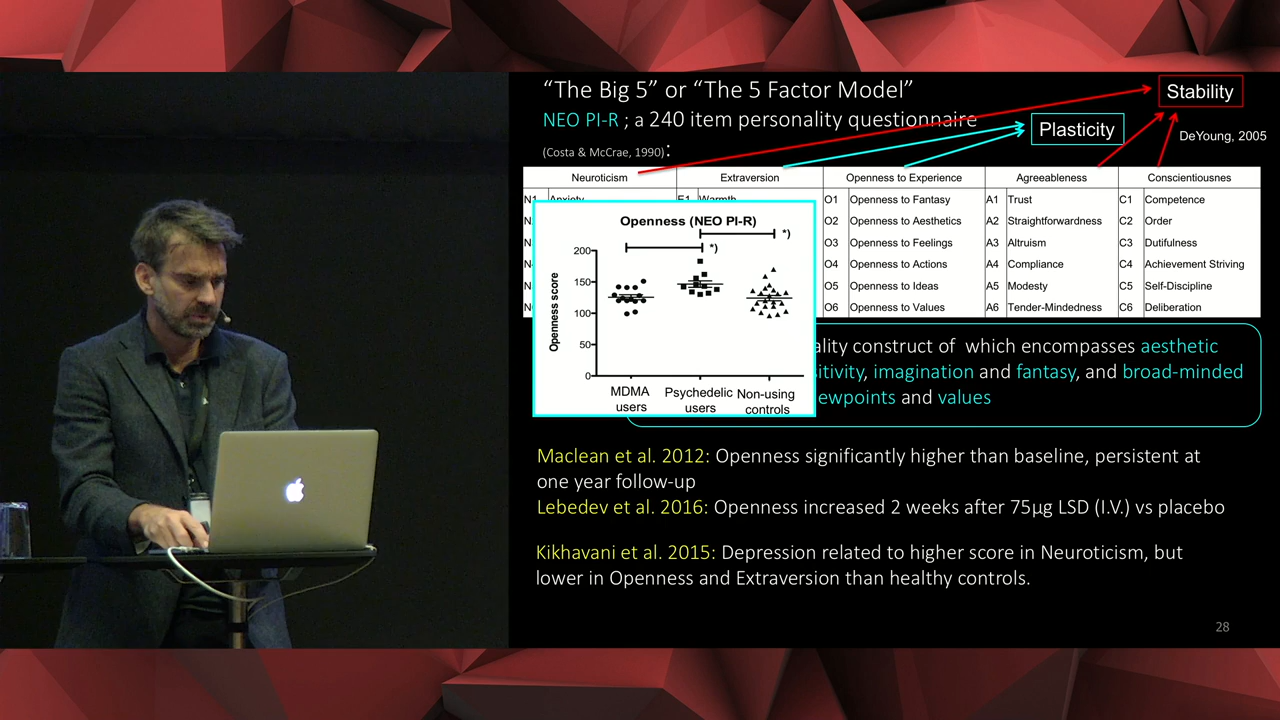 “The Big 5” or “The 5 Factor Model”
NEO PI-R ; a 240 item personality questionnaire
(Costa & McCrae, 1990):
Stability
Plasticity
DeYoung, 2005
Neuroticism Extraversion Openness to Experience Agreeableness Conscientiousnes
N1 Anxiety E1 Warmth O1 Openness to Fantasy A1 Trust C1 Competence
O2 Openness to Aesthetics A2 Straightforwardness C2 Order
O3 Openness to Feelings A3 Altruism C3 Dutifulness
O4 Openness to Actions A4 Compliance C4 Achievement Striving
O5 Openness to Ideas A5 Modesty C5 Self-Discipline
O6 Openness to Values A6 Tender-Mindedness C6 Deliberation
Openness (NEO PI-R)
*)
*)
Openness score
200
150
100
50
0
MDMA users
Psychedelic users
Non-using controls
ality construct of which encompasses aesthetic
sitivity, imagination and fantasy, and broad-minded
ewpoints and values
Maclean et al. 2012: Openness significantly higher than baseline, persistent at
one year follow-up
Lebedev et al. 2016: Openness increased 2 weeks after 75µg LSD (I.V.) vs placebo
Kikhavani et al. 2015: Depression related to higher score in Neuroticism, but
lower in Openness and Extraversion than healthy controls.
28